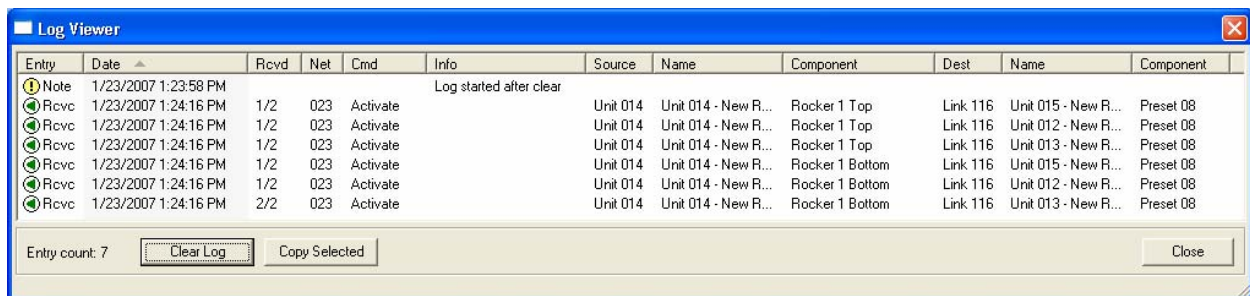 Log Viewer
Entry Date Rcvd Net Cmd Info Source Name Component Dest Name Component
Note 1/23/2007 1:23:58 PM Log started after clear
Rcvc 1/23/2007 1:24:16 PM 1/2 023 Activate Unit 014 Unit 014 - New R... Rocker 1 Top Link 116 Unit 015 - New R... Preset 08
Rcvc 1/23/2007 1:24:16 PM 1/2 023 Activate Unit 014 Unit 014 - New R... Rocker 1 Top Link 116 Unit 012 - New R... Preset 08
Rcvc 1/23/2007 1:24:16 PM 1/2 023 Activate Unit 014 Unit 014 - New R... Rocker 1 Top Link 116 Unit 013 - New R... Preset 08
Rcvc 1/23/2007 1:24:16 PM 1/2 023 Activate Unit 014 Unit 014 - New R... Rocker 1 Bottom Link 116 Unit 015 - New R... Preset 08
Rcvc 1/23/2007 1:24:16 PM 1/2 023 Activate Unit 014 Unit 014 - New R... Rocker 1 Bottom Link 116 Unit 012 - New R... Preset 08
Rcvc 1/23/2007 1:24:16 PM 2/2 023 Activate Unit 014 Unit 014 - New R... Rocker 1 Bottom Link 116 Unit 013 - New R... Preset 08
Entry count: 7 Clear Log Copy Selected Close